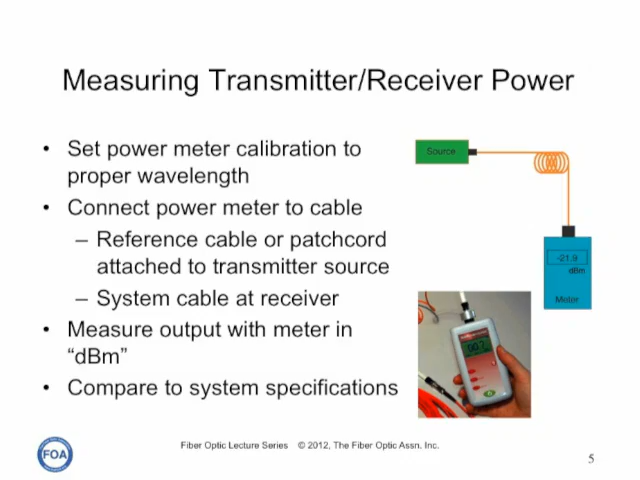 Measuring Transmitter/Receiver Power
• Set power meter calibration to
proper wavelength
• Connect power meter to cable
– Reference cable or patchcord
attached to transmitter source
– System cable at receiver
• Measure output with meter in
“dBm”
• Compare to system specifications
Source
-21.9
dBm
Meter
FOA
Fiber Optic Lecture Series © 2012, The Fiber Optic Assn. Inc.
5